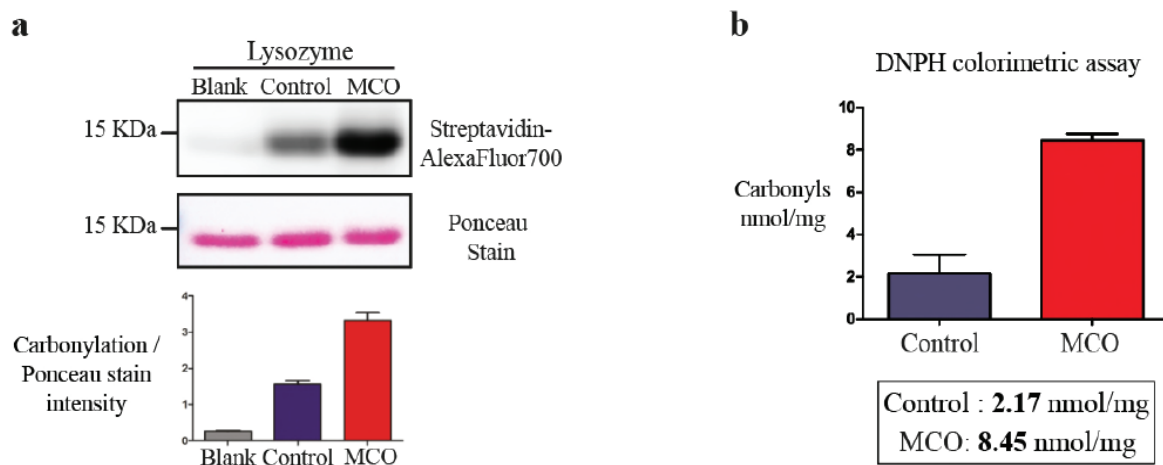 a
Lysozyme
Blank Control MCO
15 KDa
Streptavidin-
AlexaFluor700
15 KDa
Ponceau
Stain
Carbonylation /
Ponceau stain
intensity
4
3
2
1
0
Blank Control MCO
b
DNPH colorimetric assay
Carbonyls
nmol/mg
10
8
6
4
2
0
Control MCO
Control : 2.17 nmol/mg
MCO: 8.45 nmol/mg